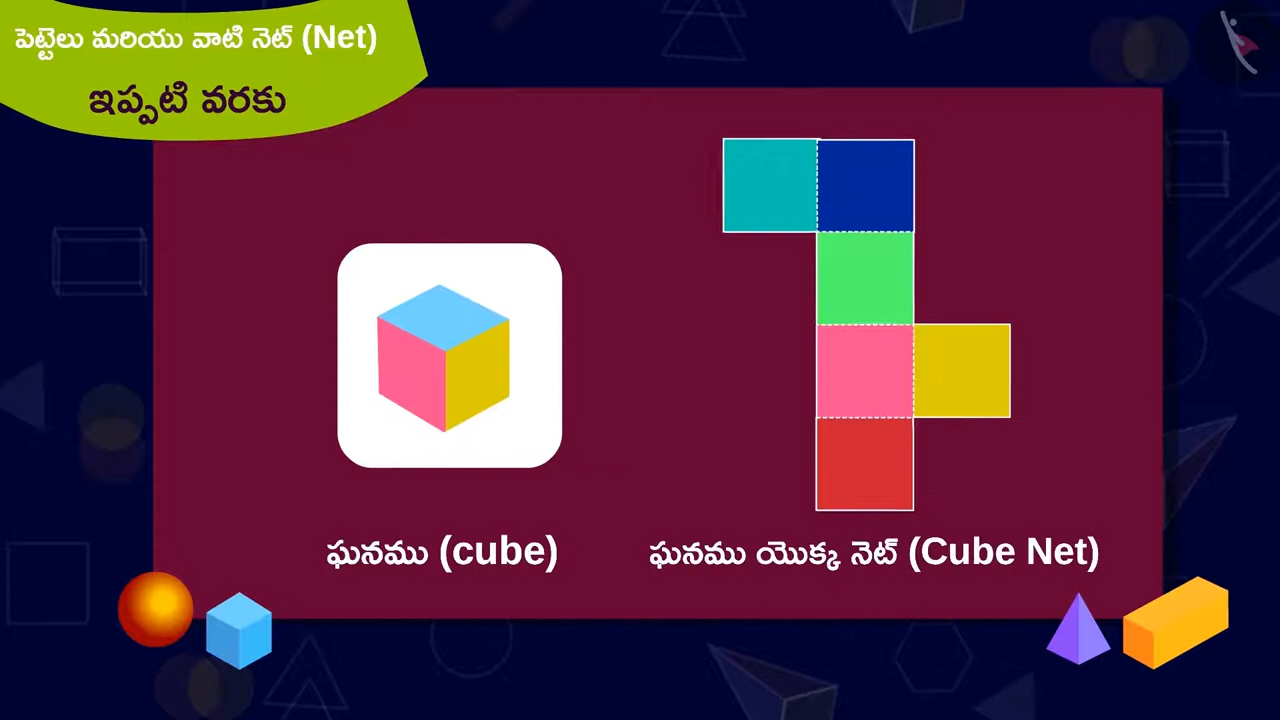 పెట్టెలు మరియు వాటి నెట్ (Net)
ఇప్పటి వరకు
ఘనము (cube)
ఘనము యొక్క నెట్ (Cube Net)